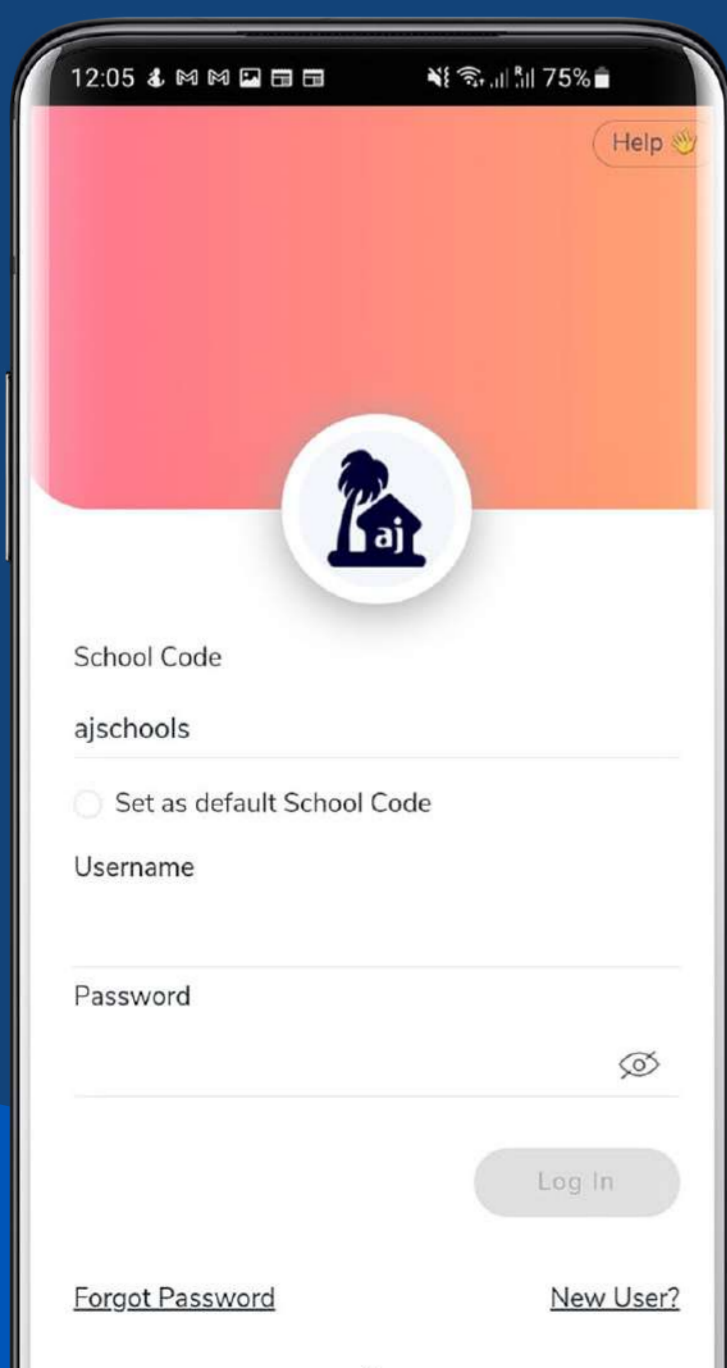 12:05 75%
Help 👋
aj
School Code
ajschools
Set as default School Code
Username
Password
Log In
Forgot Password New User?